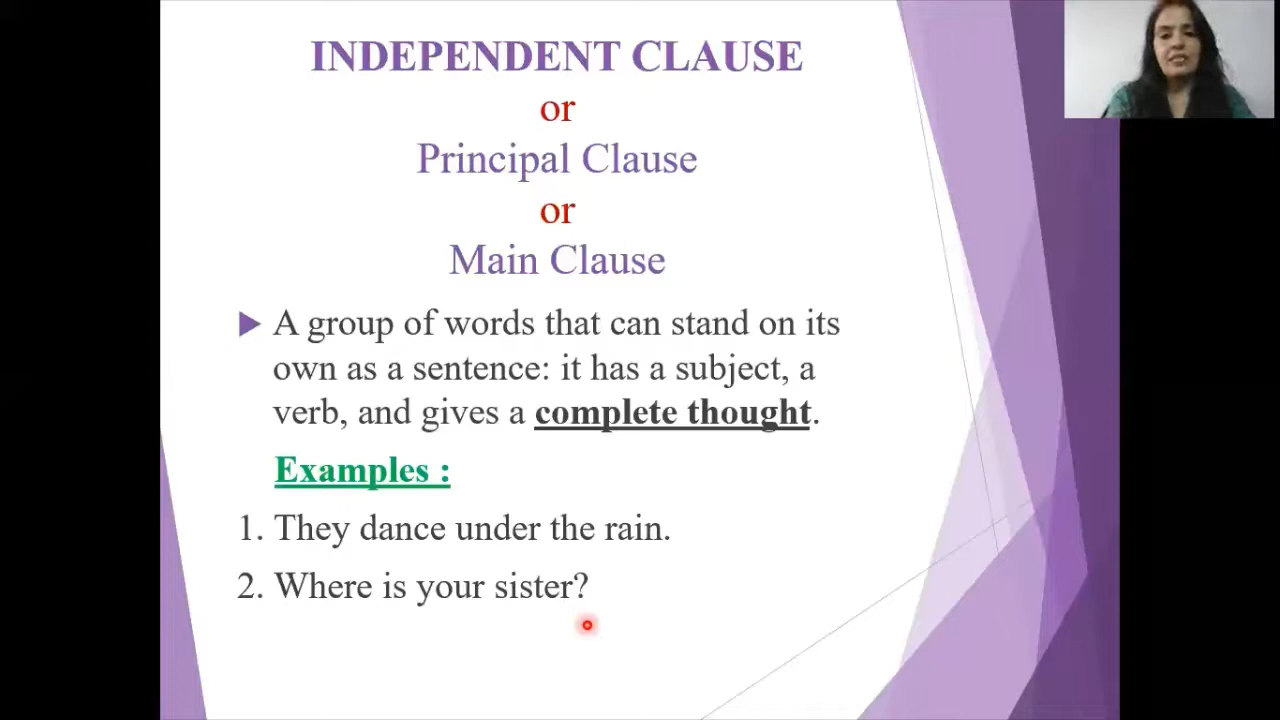 INDEPENDENT CLAUSE
or
Principal Clause
or
Main Clause
A group of words that can stand on its
own as a sentence: it has a subject, a
verb, and gives a complete thought.
Examples :
1. They dance under the rain.
2. Where is your sister?